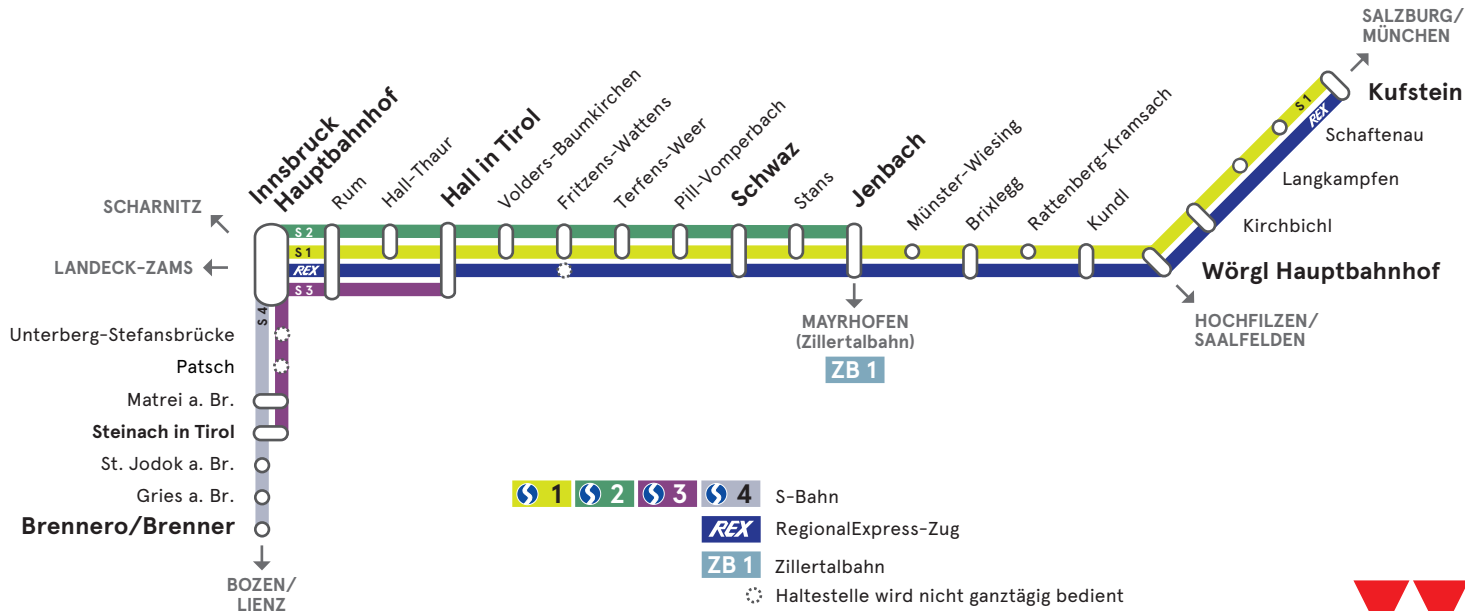 SALZBURG/
MÜNCHEN
Kufstein
S 1
REX
Schaftenau
Langkampfen
Kirchbichl
Wörgl Hauptbahnhof
HOCHFILZEN/
SAALFELDEN
Innsbruck
Hauptbahnhof
Rum
Hall-Thaur
Hall in Tirol
Volders-Baumkirchen
Fritzens-Wattens
Terfens-Weer
Pill-Vomperbach
Schwaz
Stans
Jenbach
Münster-Wiesing
Brixlegg
Rattenberg-Kramsach
Kundl
SCHARNITZ
LANDECK-ZAMS
S 2
S 1
REX
S 3
S 4
MAYRHOFEN
(Zillertalbahn)
ZB 1
Unterberg-Stefansbrücke
Patsch
Matrei a. Br.
Steinach in Tirol
St. Jodok a. Br.
Gries a. Br.
Brennero/Brenner
BOZEN/
LIENZ
S 1 S 2 S 3 S 4 S-Bahn
REX RegionalExpress-Zug
ZB 1 Zillertalbahn
Haltestelle wird nicht ganztägig bedient